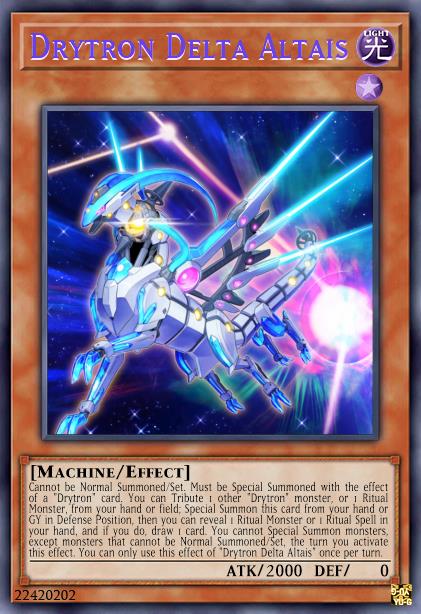 Drytron Delta Altais
LIGHT
光
[Machine/Effect]
Cannot be Normal Summoned/Set. Must be Special Summoned with the effect
of a "Drytron" card. You can Tribute 1 other "Drytron" monster, or 1 Ritual
Monster, from your hand or field; Special Summon this card from your hand or
GY in Defense Position, then you can reveal 1 Ritual Monster or 1 Ritual Spell in
your hand, and if you do, draw 1 card. You cannot Special Summon monsters,
except monsters that cannot be Normal Summoned/Set, the turn you activate
this effect. You can only use this effect of "Drytron Delta Altais" once per turn.
ATK/2000 DEF/ 0
22420202